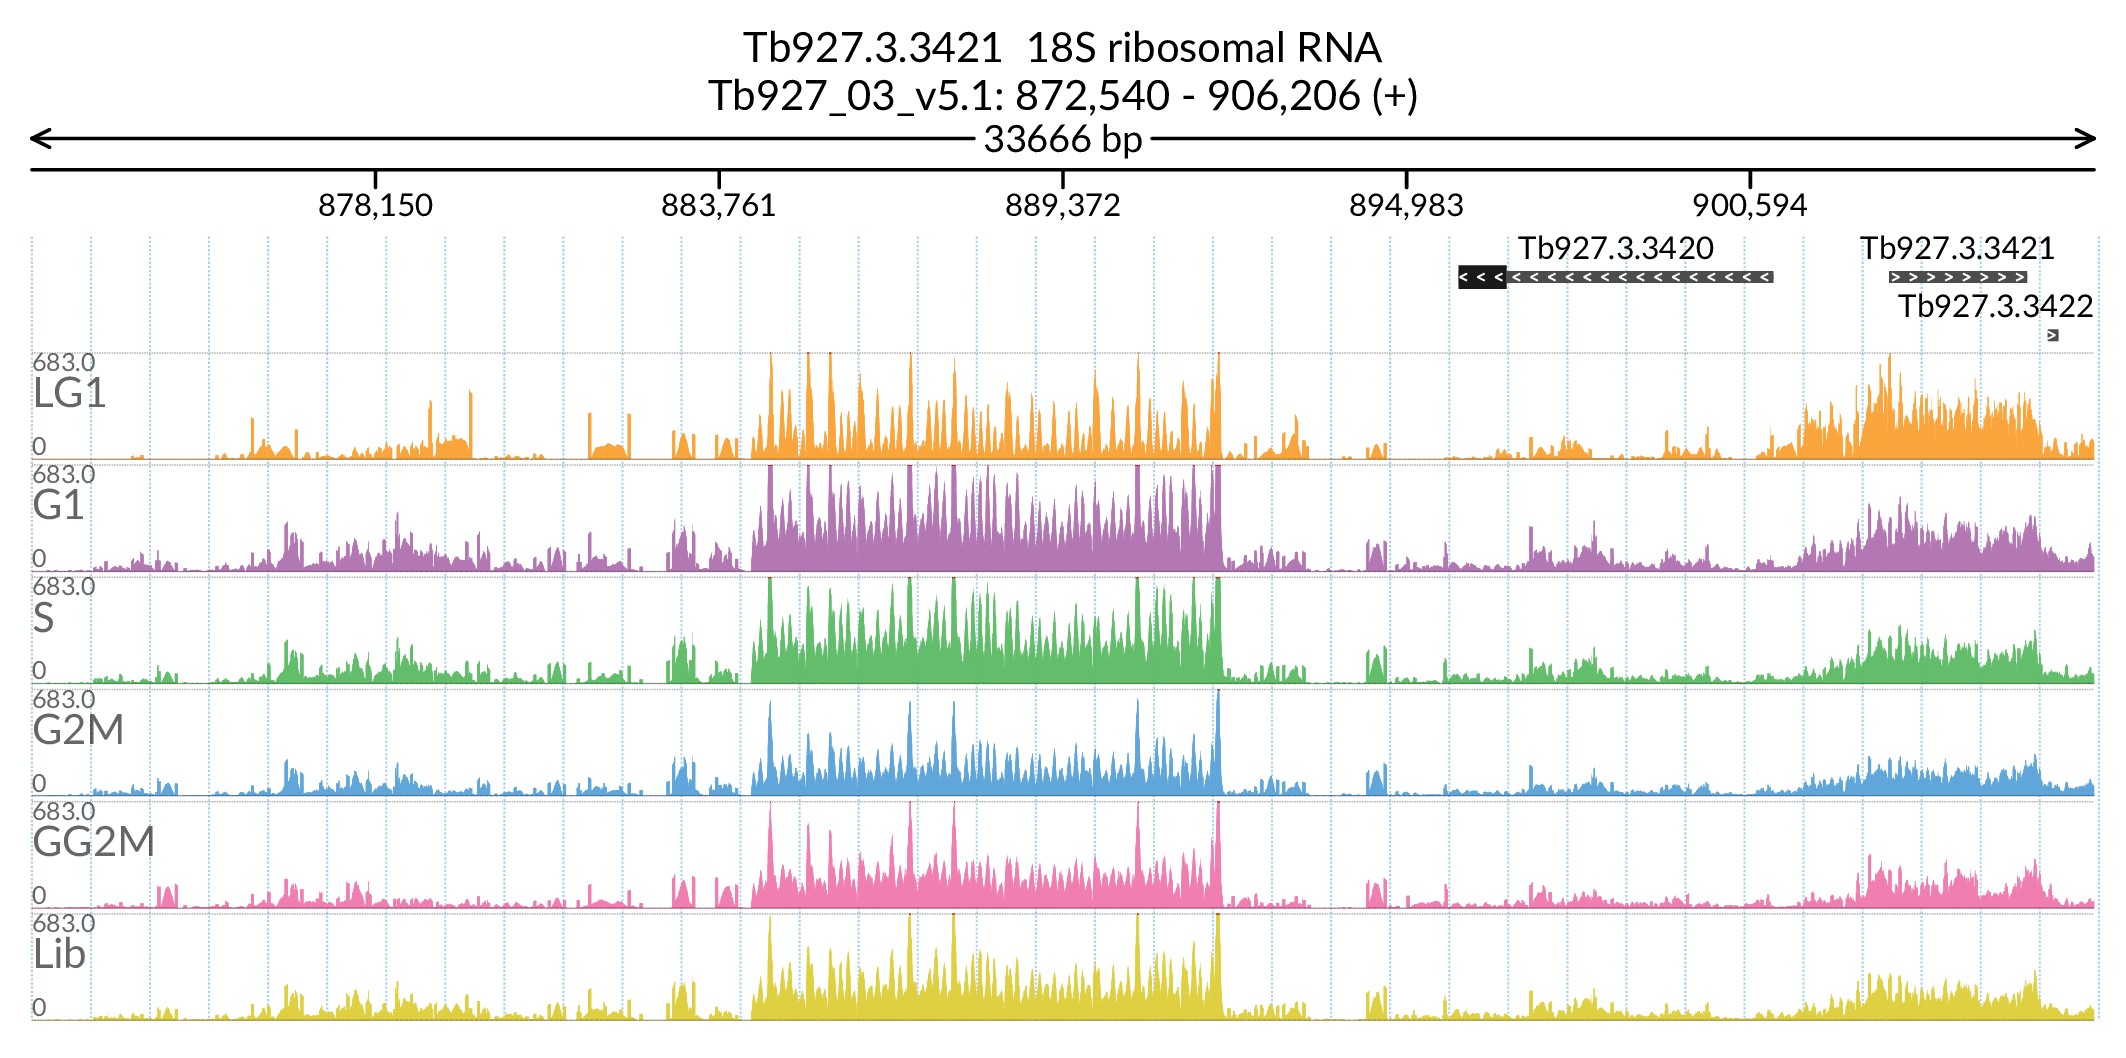 Tb927.3.3421 18S ribosomal RNA
Tb927_03_v5.1: 872,540 - 906,206 (+)
33666 bp
878,150 883,761 889,372 894,983 900,594
Tb927.3.3420 Tb927.3.3421
Tb927.3.3422
683.0
LG1
0
683.0
G1
0
683.0
S
0
683.0
G2M
0
683.0
GG2M
0
683.0
Lib
0